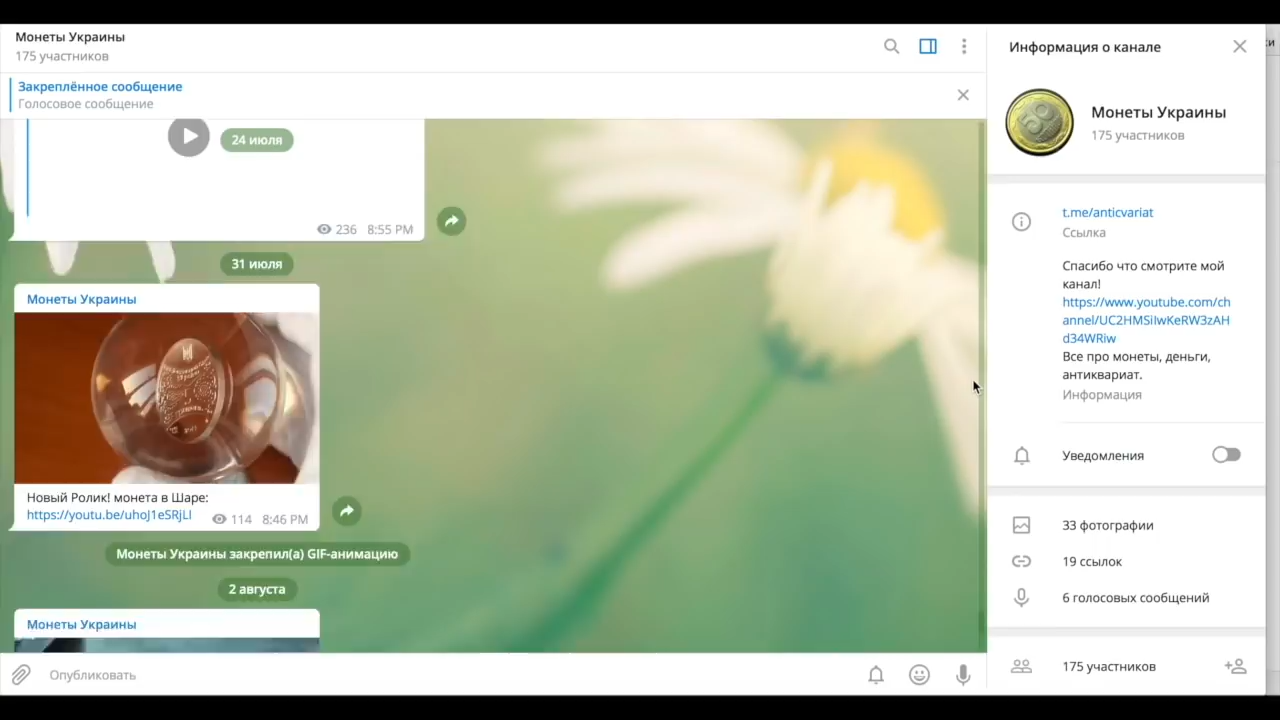 Монеты Украины
175 участников
Закреплённое сообщение
Голосовое сообщение
24 июля
236 8:55 PM
31 июля
Монеты Украины
Новый Ролик! монета в Шаре:
https://youtu.be/uhoj1eSRjLI
114 8:46 PM
Монеты Украины закрепил(а) GIF-анимацию
2 августа
Монеты Украины
Опубликовать
Информация о канале
Монеты Украины
175 участников
t.me/anticvariat
Ссылка
Спасибо что смотрите мой
канал!
https://www.youtube.com/ch
annel/UC2HMSiIwKeRW3zAH
d34WRiw
Все про монеты, деньги,
антиквариат.
Информация
Уведомления
33 фотографии
19 ссылок
6 голосовых сообщений
175 участников